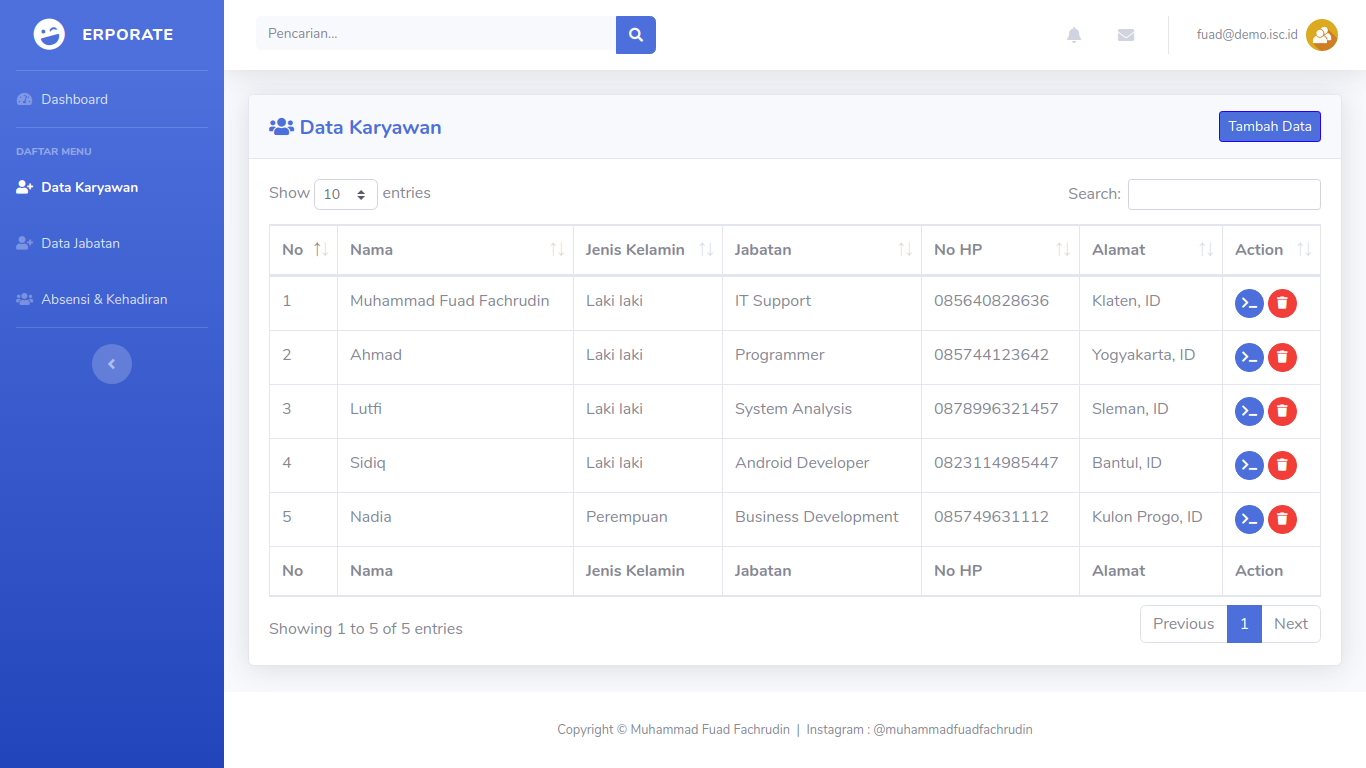 ERPORATE
Pencarian...
fuad@demo.isc.id
Dashboard
DAFTAR MENU
Data Karyawan
Data Jabatan
Absensi & Kehadiran
Data Karyawan
Tambah Data
Show 10 entries
Search:
No Nama Jenis Kelamin Jabatan No HP Alamat Action
1 Muhammad Fuad Fachrudin Laki laki IT Support 085640828636 Klaten, ID
2 Ahmad Laki laki Programmer 085744123642 Yogyakarta, ID
3 Lutfi Laki laki System Analysis 0878996321457 Sleman, ID
4 Sidiq Laki laki Android Developer 0823114985447 Bantul, ID
5 Nadia Perempuan Business Development 085749631112 Kulon Progo, ID
No Nama Jenis Kelamin Jabatan No HP Alamat Action
Showing 1 to 5 of 5 entries
Previous 1 Next
Copyright © Muhammad Fuad Fachrudin | Instagram : @muhammadfuadfachrudin